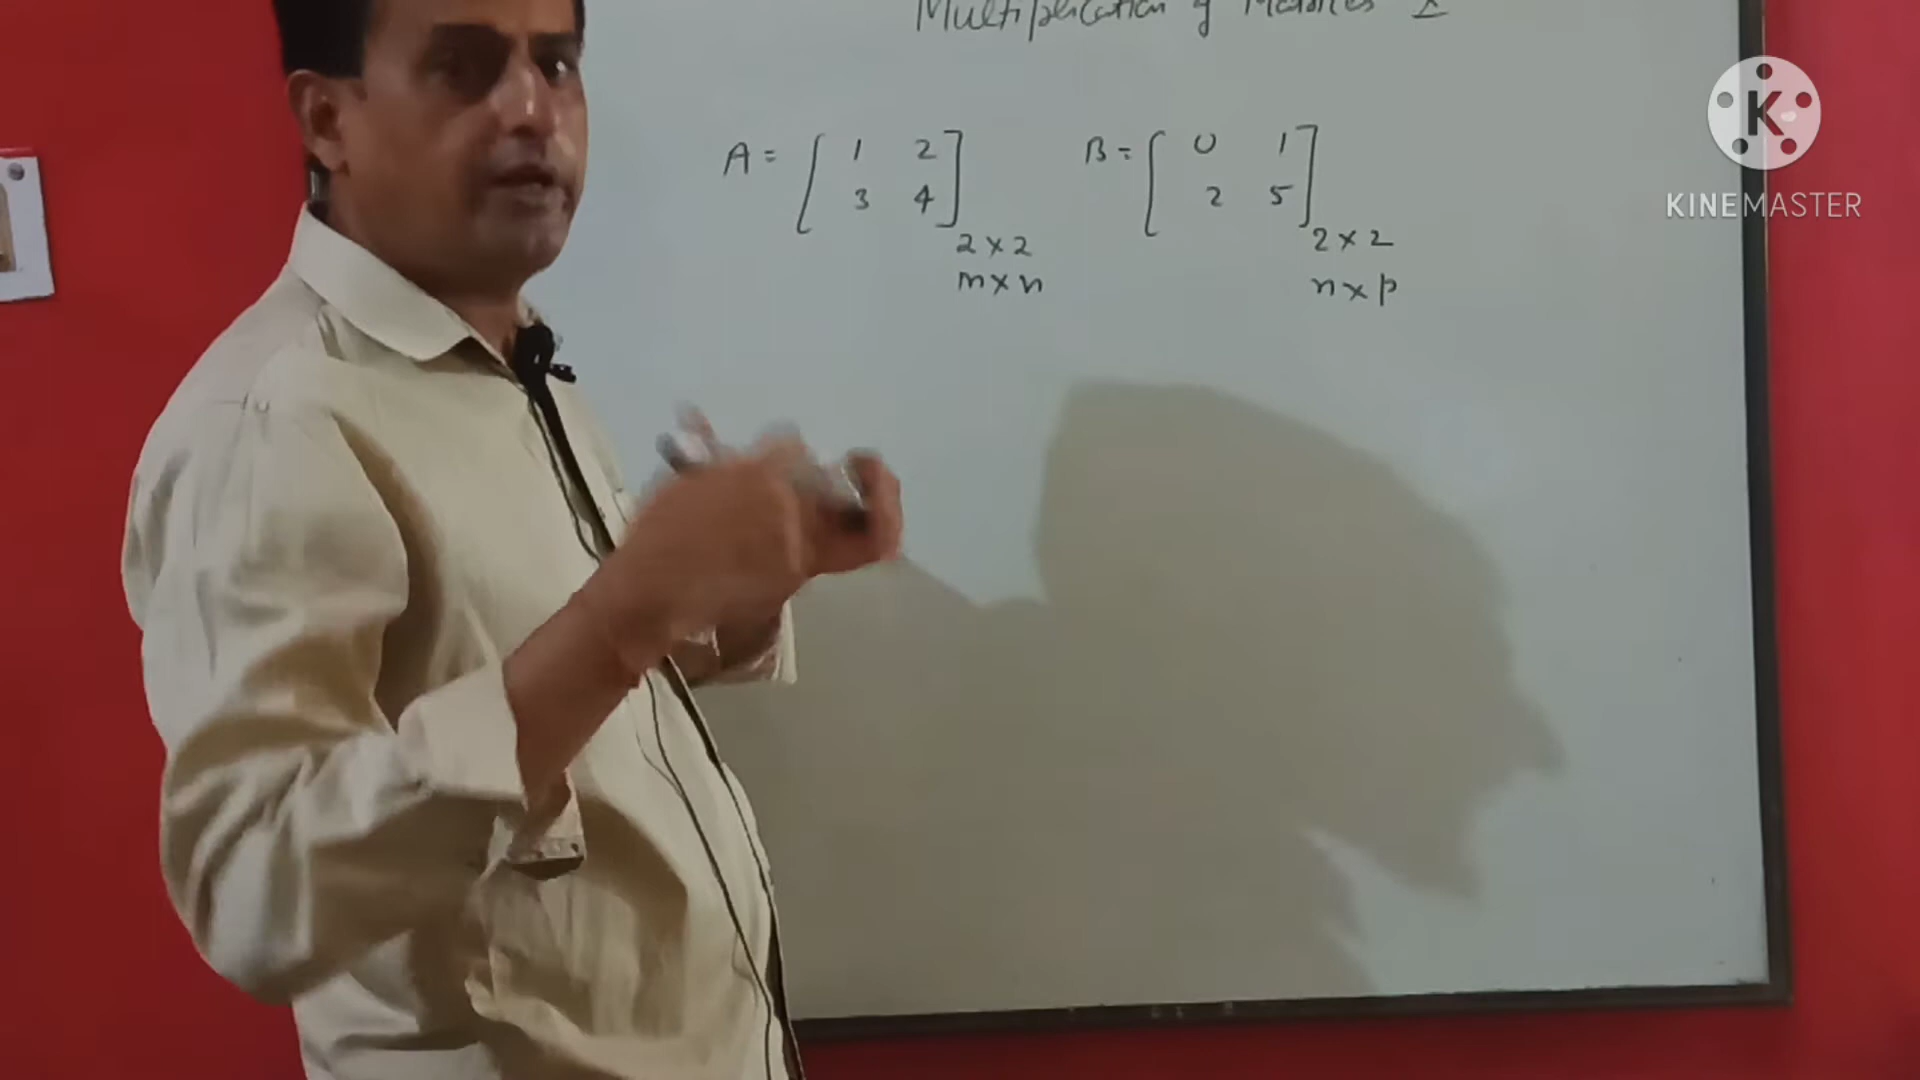 Multiplication of Matrices X
A = [ 1 2
3 4 ] 2 x 2
m x n
B = [ 0 1
2 5 ] 2 x 2
n x p
K
KINEMASTER